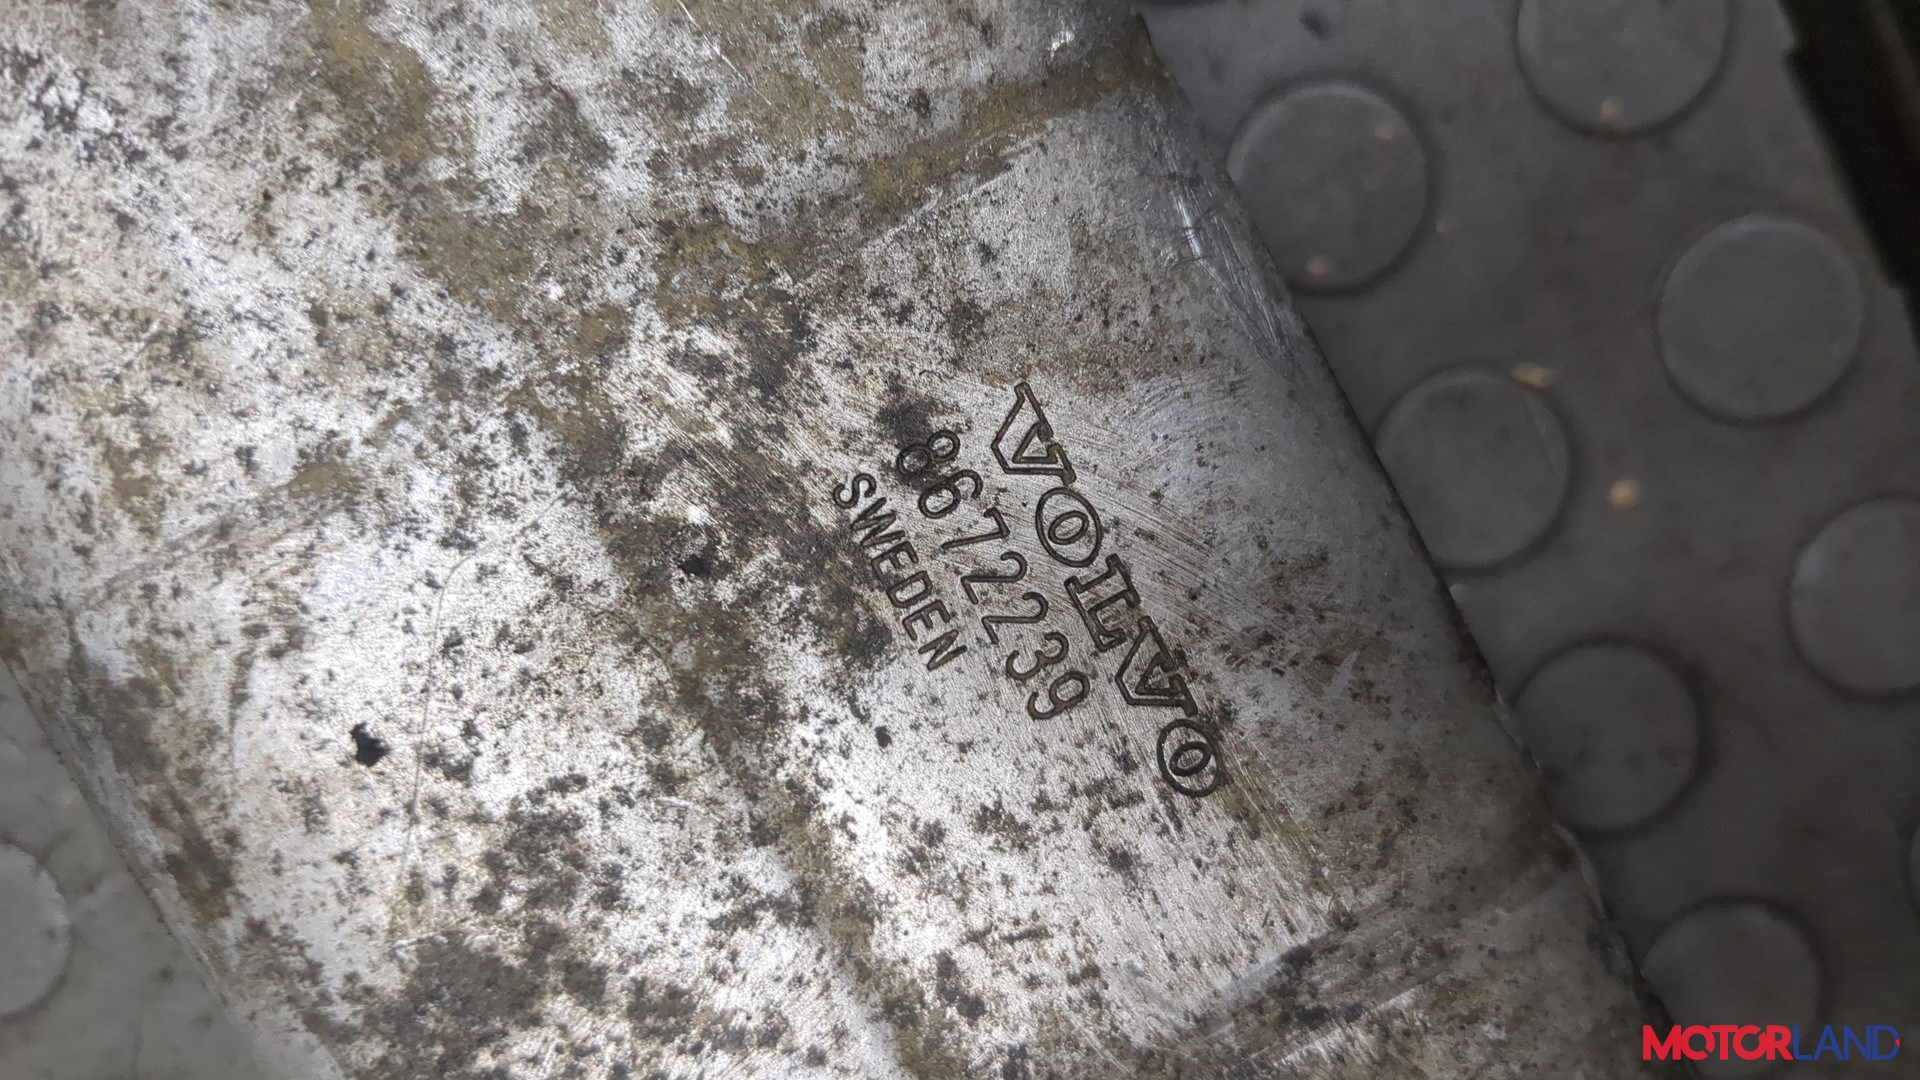 VOLVO
8672239
SWEDEN
MOTORLAND